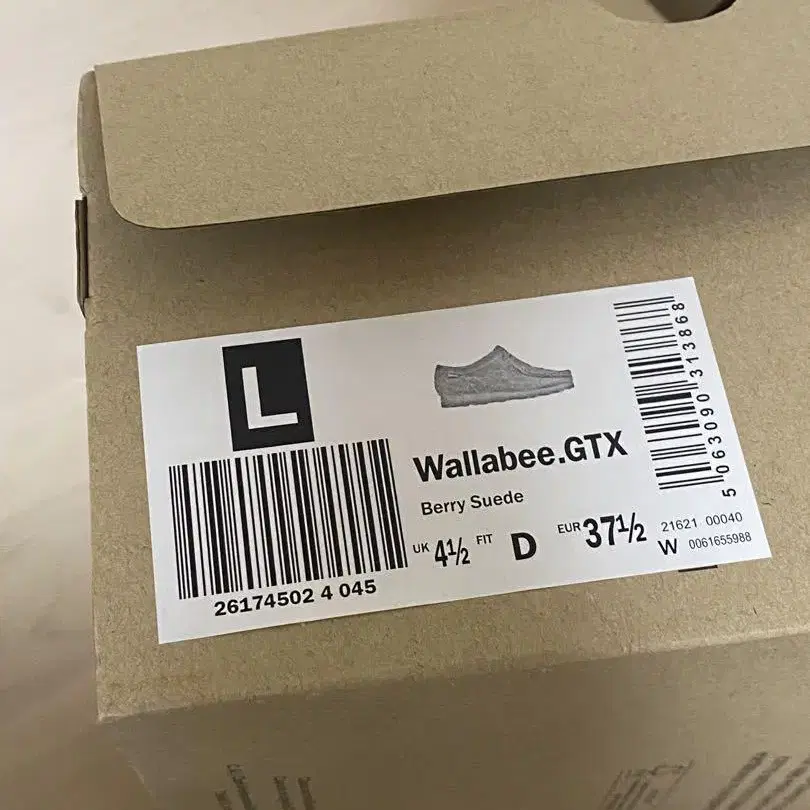 L
26174502 4 045
Wallabee.GTX
Berry Suede
UK 4½ FIT D EUR 37½
21621 00040
W 0061655988
5 063090 313868